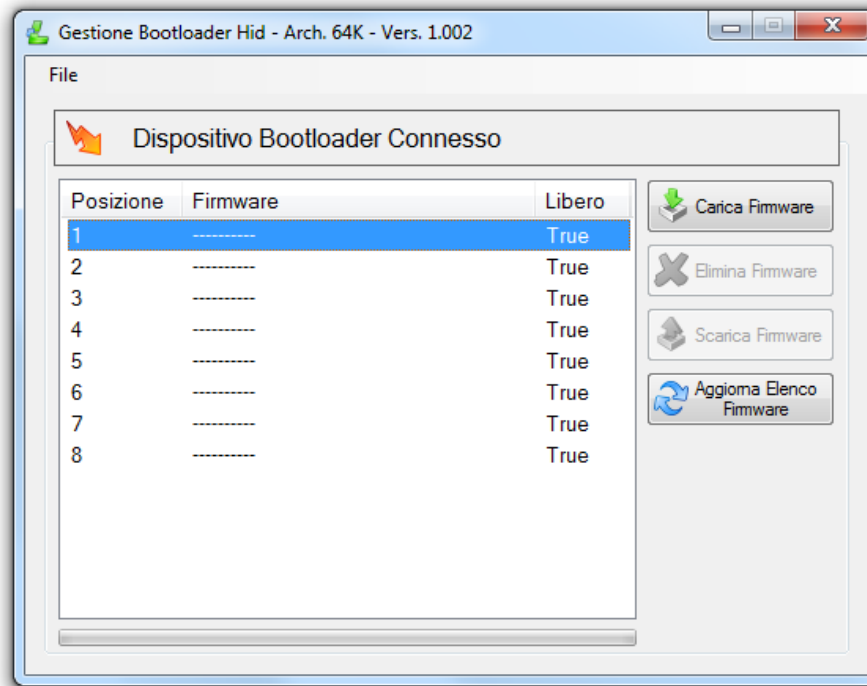 Gestione Bootloader Hid - Arch. 64K - Vers. 1.002
File
Dispositivo Bootloader Connesso
Posizione Firmware Libero
1 ---------- True
2 ---------- True
3 ---------- True
4 ---------- True
5 ---------- True
6 ---------- True
7 ---------- True
8 ---------- True
Carica Firmware
Elimina Firmware
Scarica Firmware
Aggiorna Elenco
Firmware